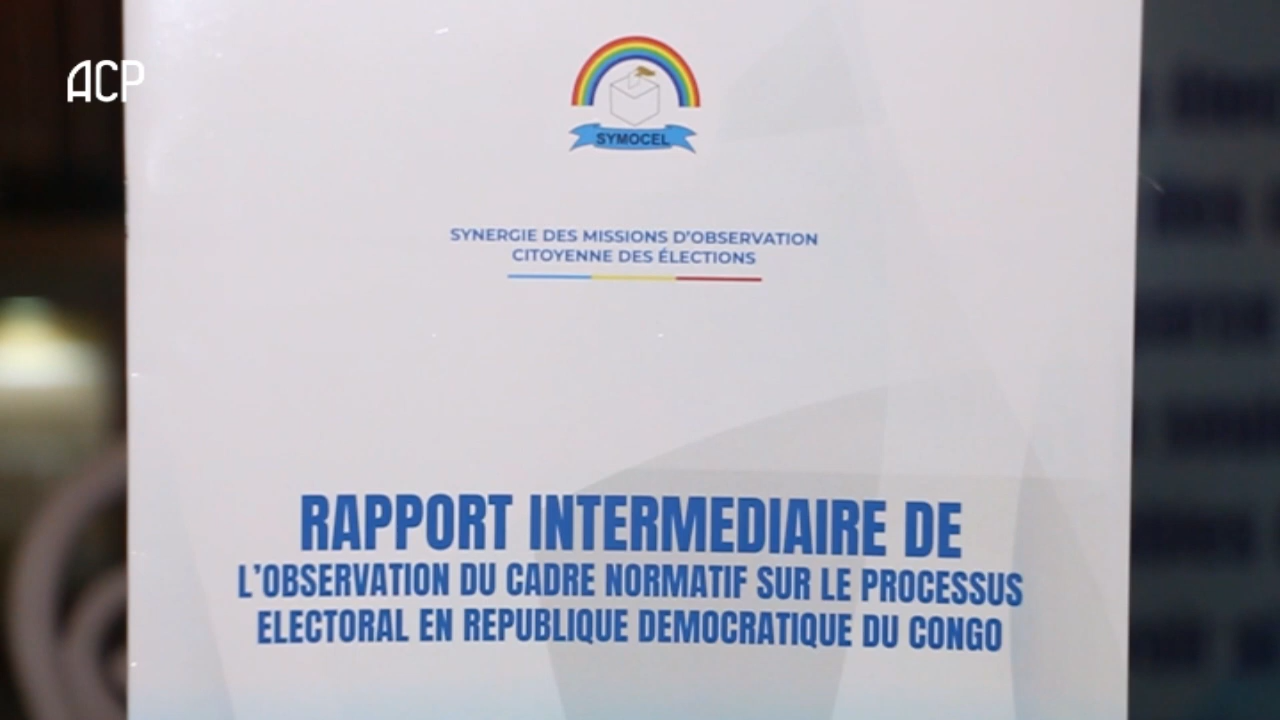 ACP
SYMOCEL
SYNERGIE DES MISSIONS D'OBSERVATION
CITOYENNE DES ÉLECTIONS
RAPPORT INTERMEDIAIRE DE
L'OBSERVATION DU CADRE NORMATIF SUR LE PROCESSUS
ELECTORAL EN REPUBLIQUE DEMOCRATIQUE DU CONGO